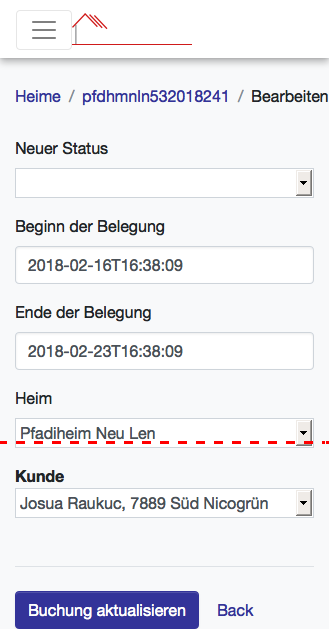 Heime / pfdhmnln532018241 / Bearbeiten
Neuer Status
Beginn der Belegung
2018-02-16T16:38:09
Ende der Belegung
2018-02-23T16:38:09
Heim
Pfadiheim Neu Len
Kunde
Josua Raukuc, 7889 Süd Nicogrün
Buchung aktualisieren Back